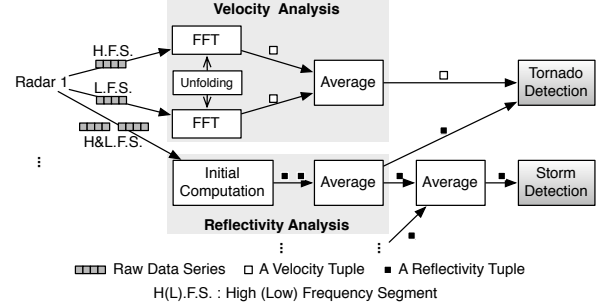 Velocity Analysis
H.F.S.
FFT
Radar 1
L.F.S.
Unfolding
Average
Tornado
Detection
FFT
H&L.F.S.
...
Initial
Computation
Average
Average
Storm
Detection
Reflectivity Analysis
...
...
Raw Data Series
A Velocity Tuple
A Reflectivity Tuple
H(L).F.S. : High (Low) Frequency Segment